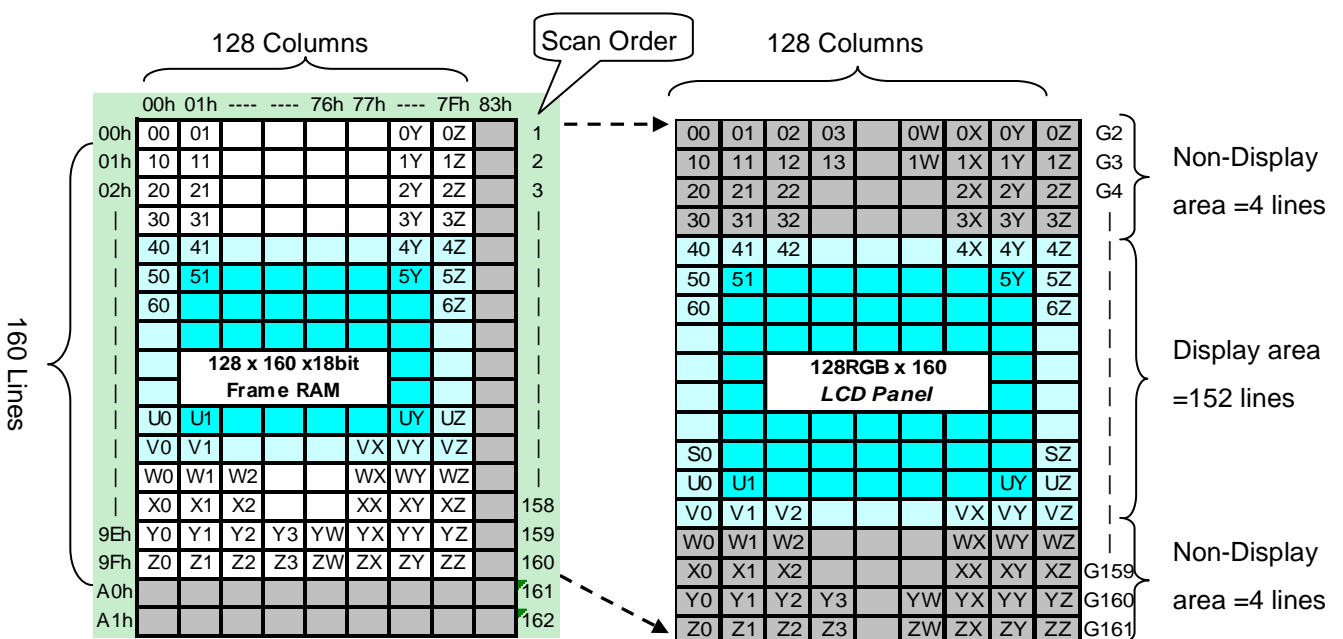 128 Columns
Scan Order
128 Columns
00h 01h ---- ---- 76h 77h ---- 7Fh 83h
00h 00 01 0Y 0Z 1
01h 10 11 1Y 1Z 2
02h 20 21 2Y 2Z 3
30 31 3Y 3Z
40 41 4Y 4Z
50 51 5Y 5Z
60 6Z
128 x 160 x18bit
Frame RAM
U0 U1 UY UZ
V0 V1 VX VY VZ
W0 W1 W2 WX WY WZ
X0 X1 X2 XX XY XZ 158
9Eh Y0 Y1 Y2 Y3 YW YX YY YZ 159
9Fh Z0 Z1 Z2 Z3 ZW ZX ZY ZZ 160
A0h 161
A1h 162
160 Lines
00 01 02 03 0W 0X 0Y 0Z G2
10 11 12 13 1W 1X 1Y 1Z G3
20 21 22 2X 2Y 2Z G4
30 31 32 3X 3Y 3Z
40 41 42 4X 4Y 4Z
50 51 5Y 5Z
60 6Z
128RGB x 160
LCD Panel
S0 SZ
U0 U1 UY UZ
V0 V1 V2 VX VY VZ
W0 W1 W2 WX WY WZ
X0 X1 X2 XX XY XZ G159
Y0 Y1 Y2 Y3 YW YX YY YZ G160
Z0 Z1 Z2 Z3 ZW ZX ZY ZZ G161
Non-Display
area =4 lines
Display area
=152 lines
Non-Display
area =4 lines